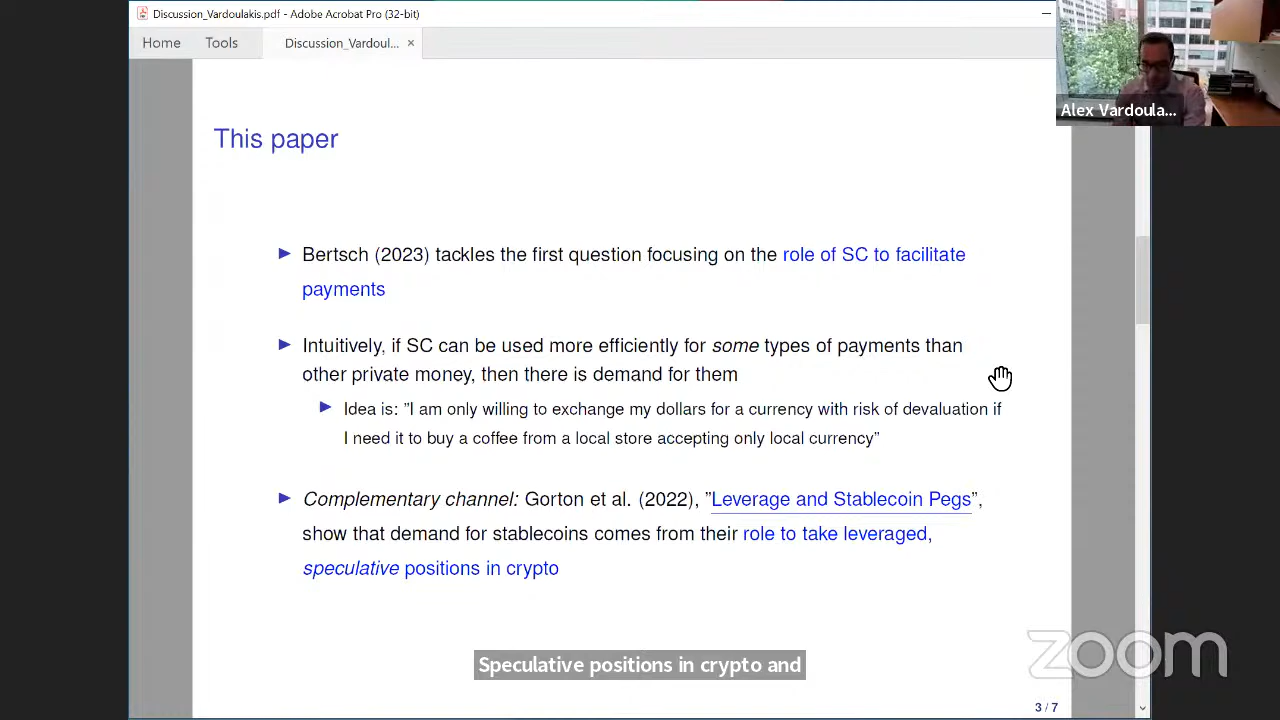 Discussion_Vardoulakis.pdf - Adobe Acrobat Pro (32-bit)
Home Tools Discussion_Vardoul... ×
Alex Vardoula...
This paper
Bertsch (2023) tackles the first question focusing on the role of SC to facilitate
payments
Intuitively, if SC can be used more efficiently for some types of payments than
other private money, then there is demand for them
Idea is: ”I am only willing to exchange my dollars for a currency with risk of devaluation if
I need it to buy a coffee from a local store accepting only local currency”
Complementary channel: Gorton et al. (2022), ”Leverage and Stablecoin Pegs”,
show that demand for stablecoins comes from their role to take leveraged,
speculative positions in crypto
Speculative positions in crypto and
zoom
3 / 7